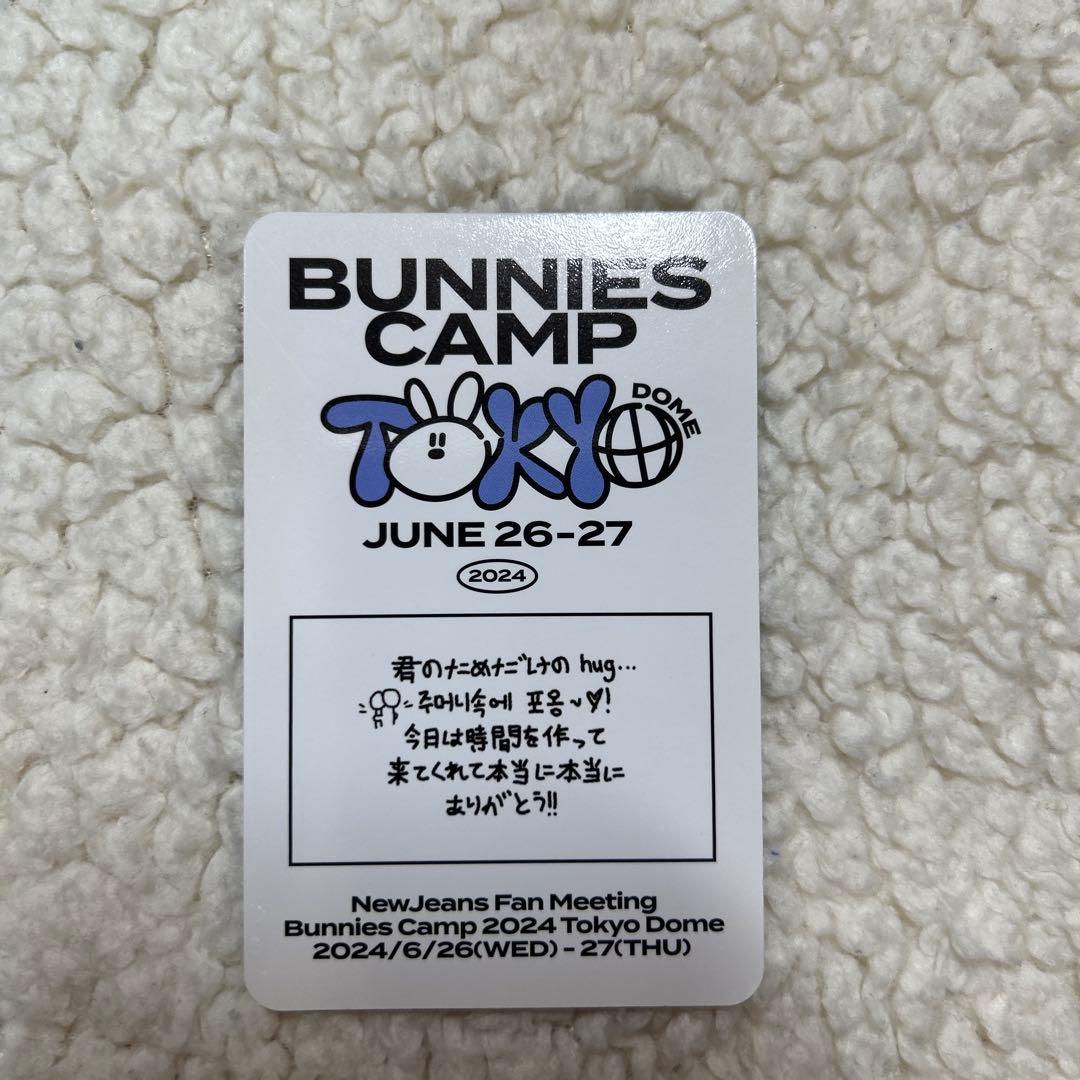 BUNNIES
CAMP
TOKYO DOME
JUNE 26-27
2024
君のためだけの hug...
주머니속에 포옹~♡!
今日は時間を作って
来てくれて本当に本当に
ありがとう!!
NewJeans Fan Meeting
Bunnies Camp 2024 Tokyo Dome
2024/6/26(WED) - 27(THU)